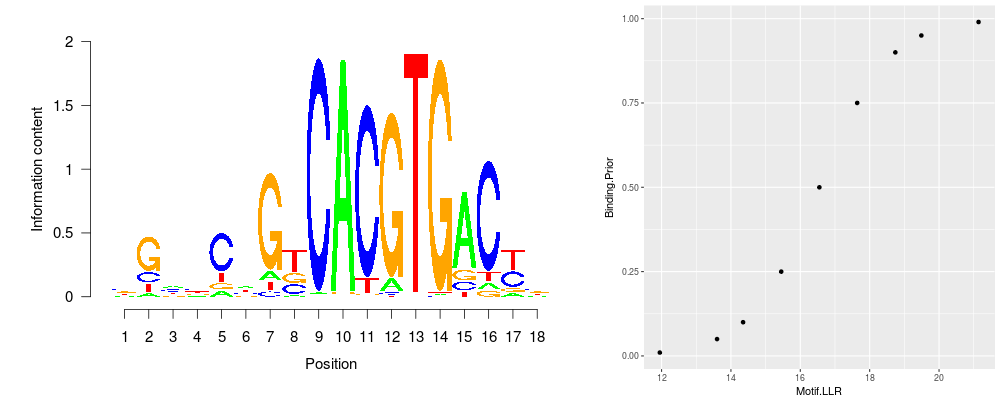 2
1.5
1
0.5
0
Information content
GCGTCACGTGACT
1 2 3 4 5 6 7 8 9 10 11 12 13 14 15 16 17 18
Position
1.00
0.75
0.50
0.25
0.00
Binding.Prior
12 14 16 18 20
Motif.LLR